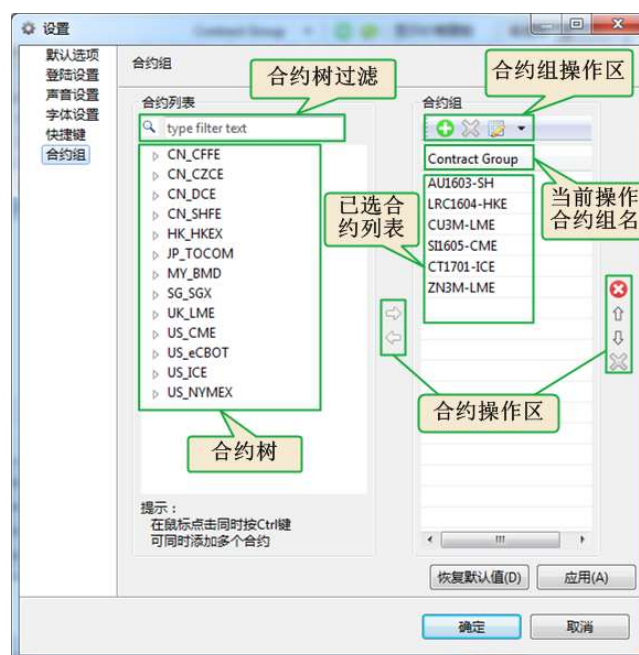 设置
默认选项
登陆设置
声音设置
字体设置
快捷键
合约组
合约组
合约树过滤
合约组操作区
合约列表
type filter text
CN_CFFE
CN_CZCE
CN_DCE
CN_SHFE
HK_HKEX
JP_TOCOM
MY_BMD
SG_SGX
UK_LME
US_CME
US_eCBOT
US_ICE
US_NYMEX
合约树
提示：
在鼠标点击同时按Ctrl键
可同时添加多个合约
合约组
Contract Group
AU1603-SH
LRC1604-HKE
CU3M-LME
SI1605-CME
CT1701-ICE
ZN3M-LME
已选合
约列表
当前操作
合约组名
合约操作区
恢复默认值(D)
应用(A)
确定
取消